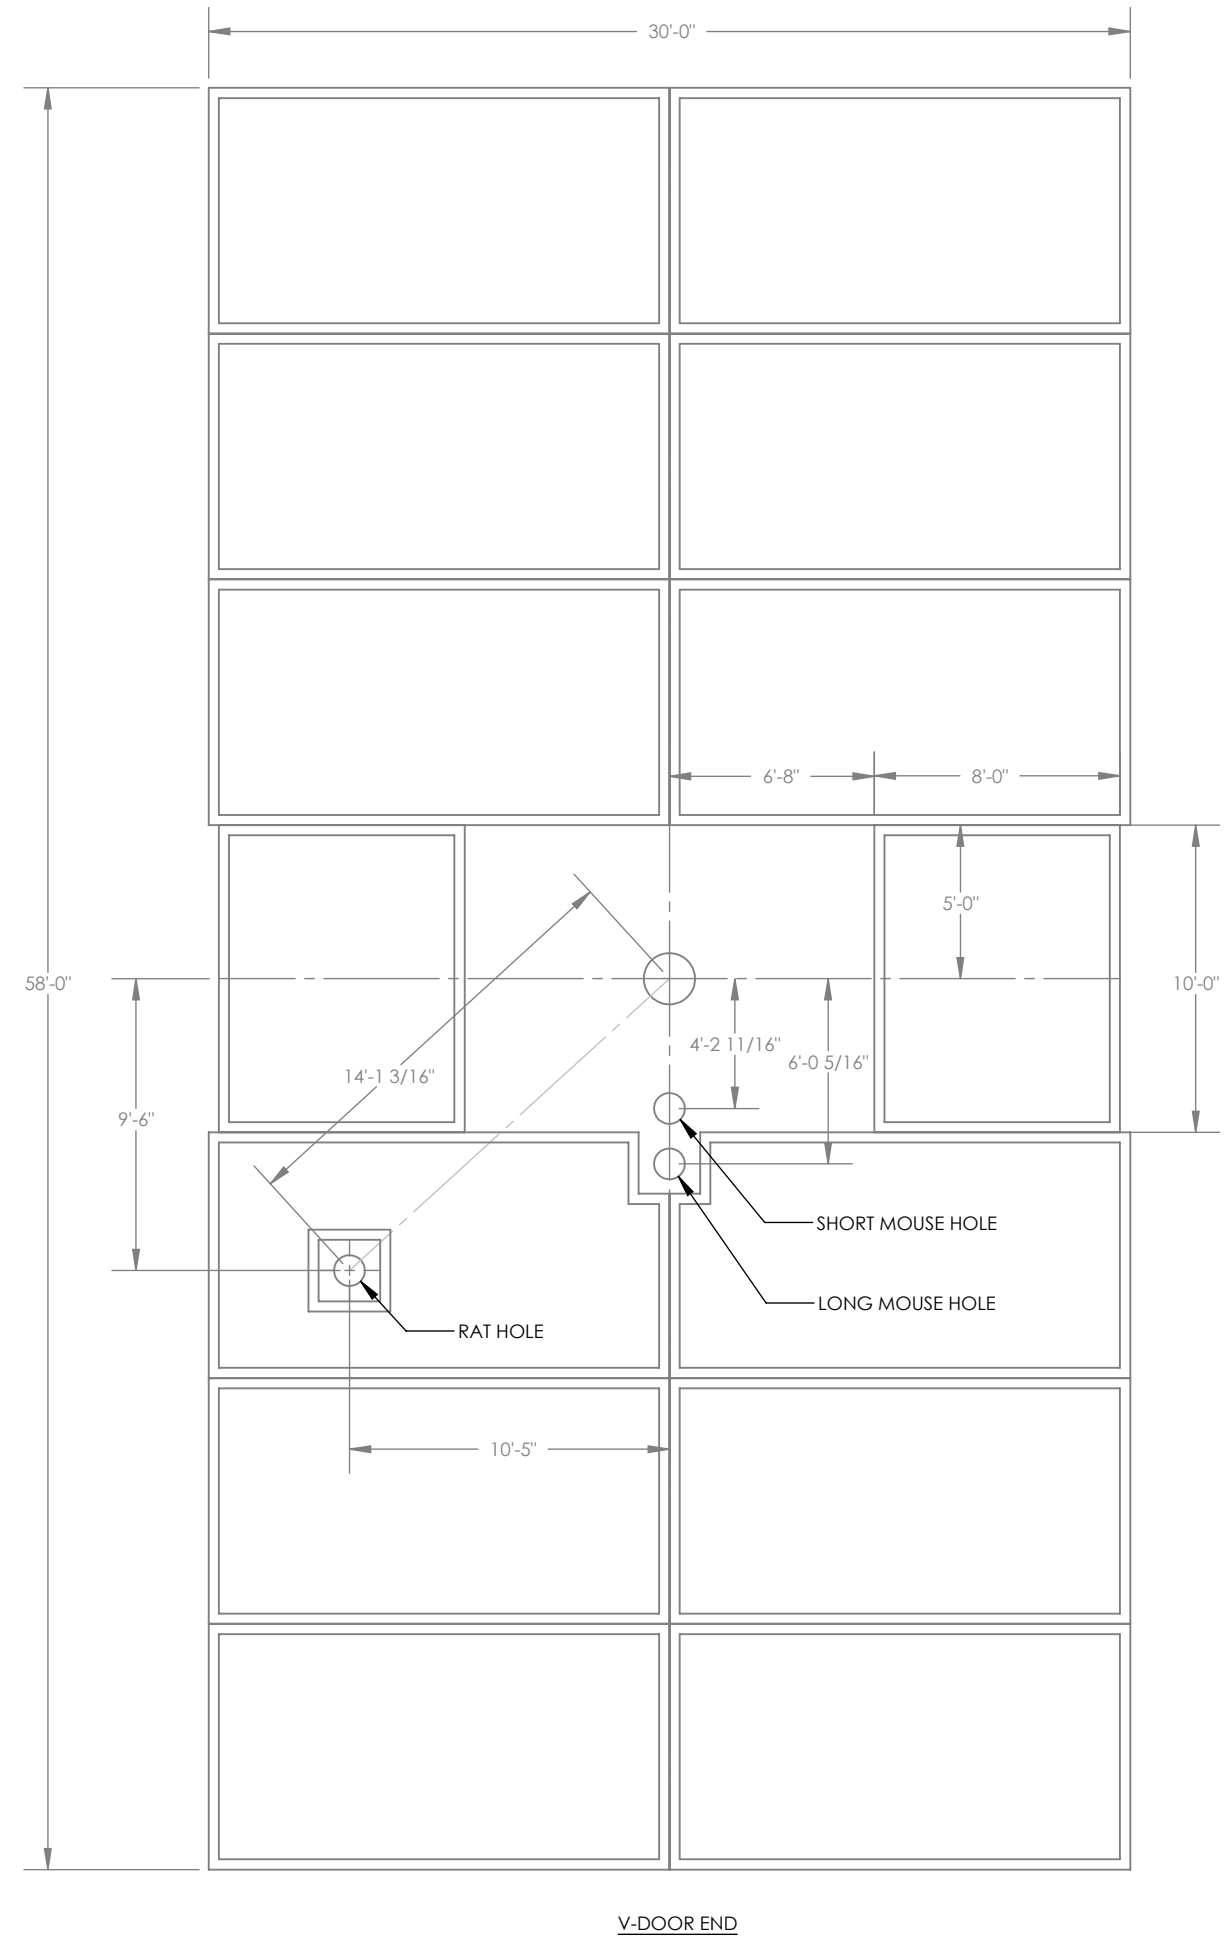 30'-0"
6'-8"
8'-0"
5'-0"
58'-0"
10'-0"
4'-2 11/16"
6'-0 5/16"
14'-1 3/16"
9'-6"
SHORT MOUSE HOLE
LONG MOUSE HOLE
RAT HOLE
10'-5"
V-DOOR END